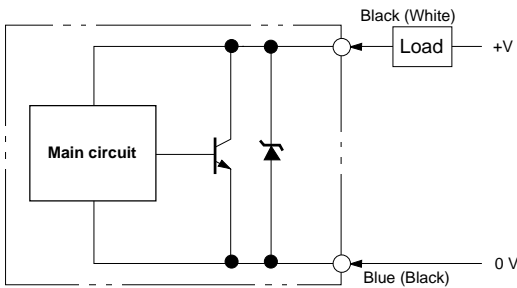 Black (White)
Load
+V
Main circuit
0 V
Blue (Black)